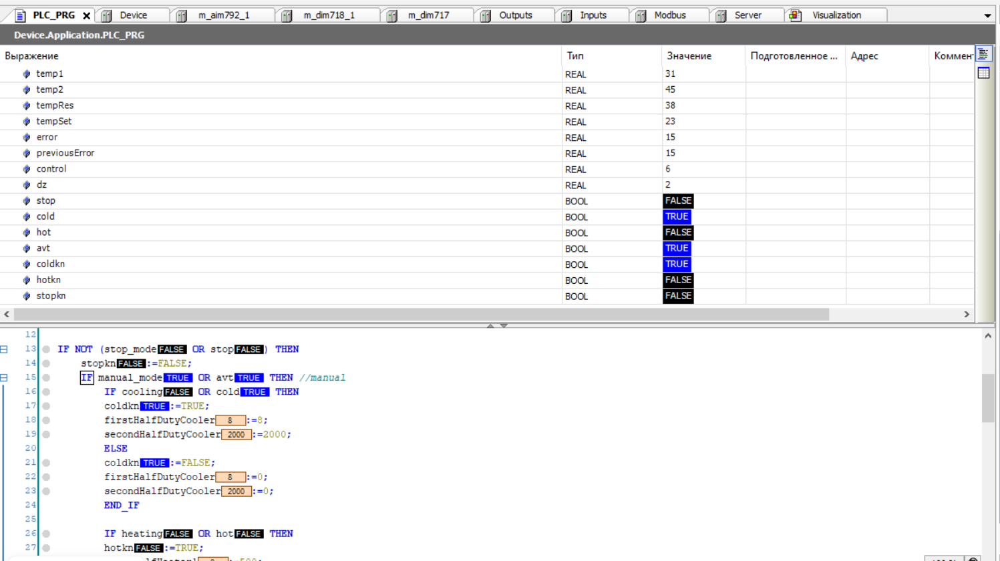 PLC_PRG Device m_aim792_1 m_dim718_1 m_dim717 Outputs Inputs Modbus Server Visualization
Device.Application.PLC_PRG
Выражение Тип Значение Подготовленное ... Адрес Коммент
temp1 REAL 31
temp2 REAL 45
tempRes REAL 38
tempSet REAL 23
error REAL 15
previousError REAL 15
control REAL 6
dz REAL 2
stop BOOL FALSE
cold BOOL TRUE
hot BOOL FALSE
avt BOOL TRUE
coldkn BOOL TRUE
hotkn BOOL FALSE
stopkn BOOL FALSE
12
13 IF NOT (stop_mode FALSE OR stop FALSE) THEN
14 stopkn FALSE :=FALSE;
15 IF manual_mode TRUE OR avt TRUE THEN //manual
16 IF cooling FALSE OR cold TRUE THEN
17 coldkn TRUE :=TRUE;
18 firstHalfDutyCooler 8 :=8;
19 secondHalfDutyCooler 2000 :=2000;
20 ELSE
21 coldkn TRUE :=FALSE;
22 firstHalfDutyCooler 8 :=0;
23 secondHalfDutyCooler 2000 :=0;
24 END_IF
25
26 IF heating FALSE OR hot FALSE THEN
27 hotkn FALSE :=TRUE;